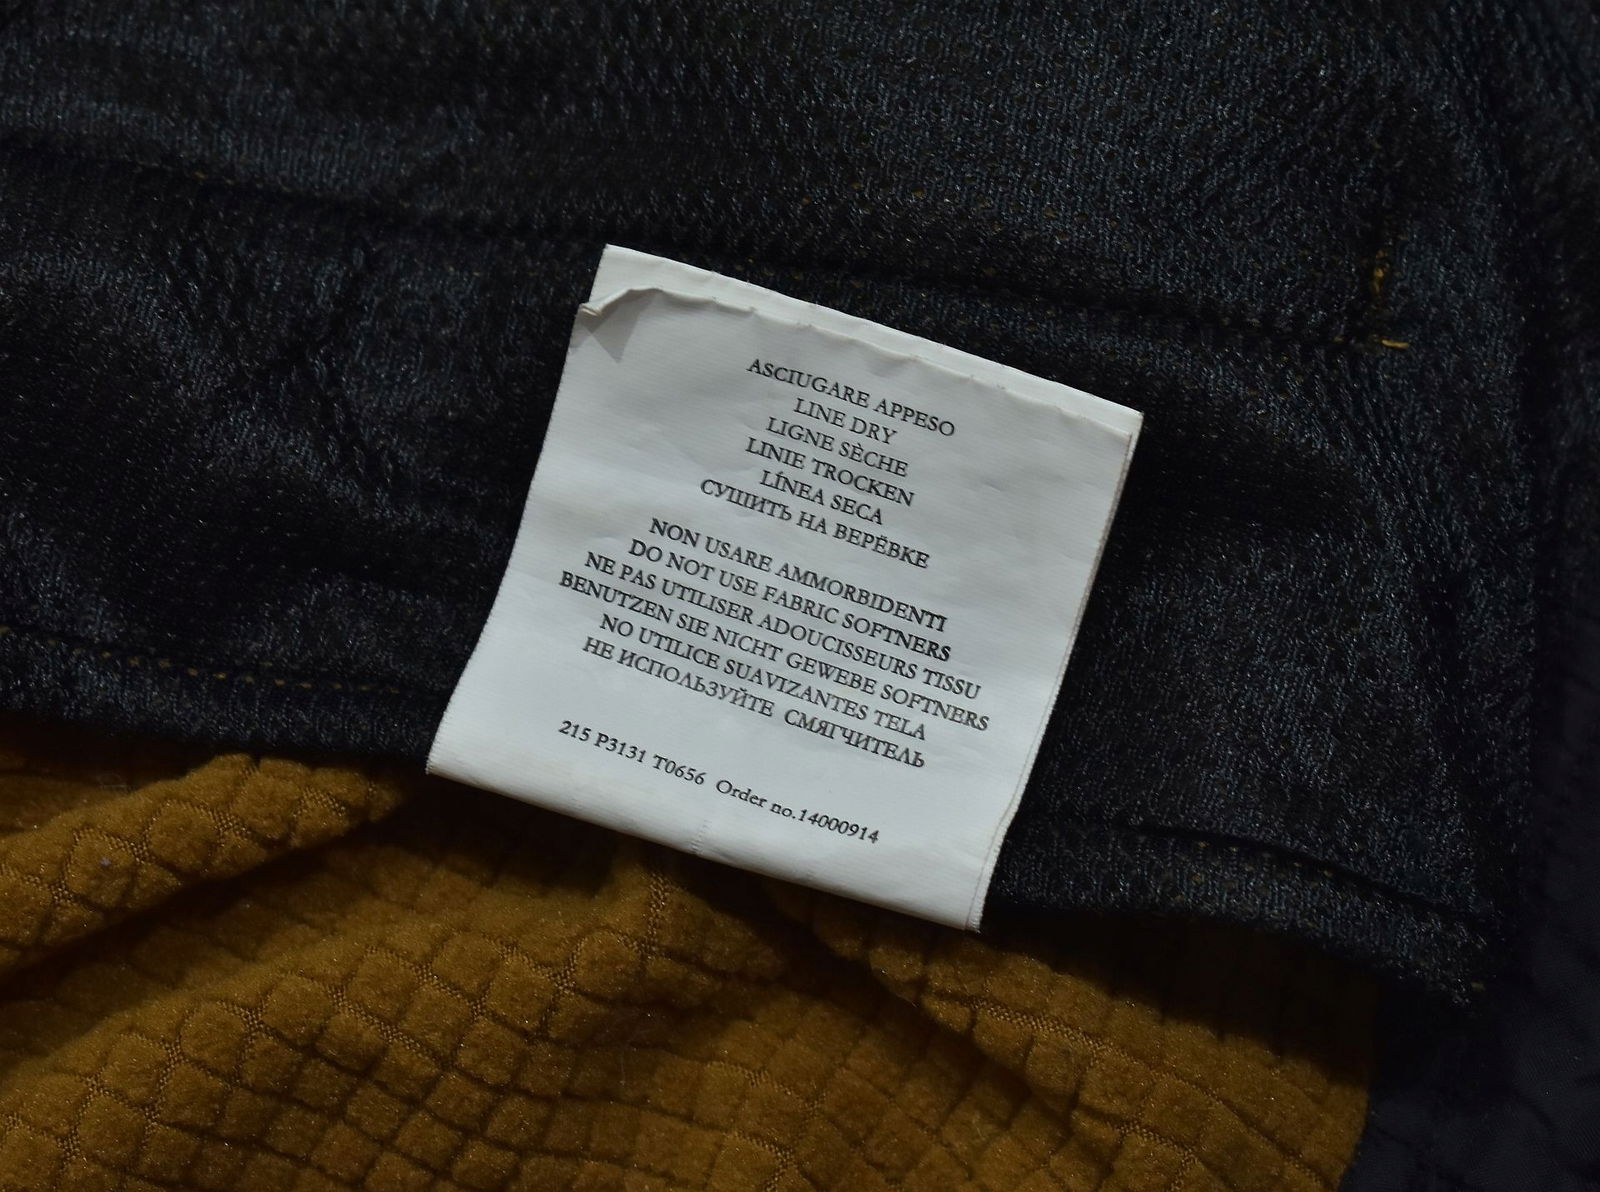 ASCIUGARE APPESO
LINE DRY
LIGNE SÈCHE
LINIE TROCKEN
LÍNEA SECA
СУШИТЬ НА ВЕРЁВКЕ
NON USARE AMMORBIDENTI
DO NOT USE FABRIC SOFTNERS
NE PAS UTILISER ADOUCISSEURS TISSU
BENUTZEN SIE NICHT GEWEBE SOFTNERS
NO UTILICE SUAVIZANTES TELA
НЕ ИСПОЛЬЗУЙТЕ СМЯГЧИТЕЛЬ
215 P3131 T0656 Order no.14000914